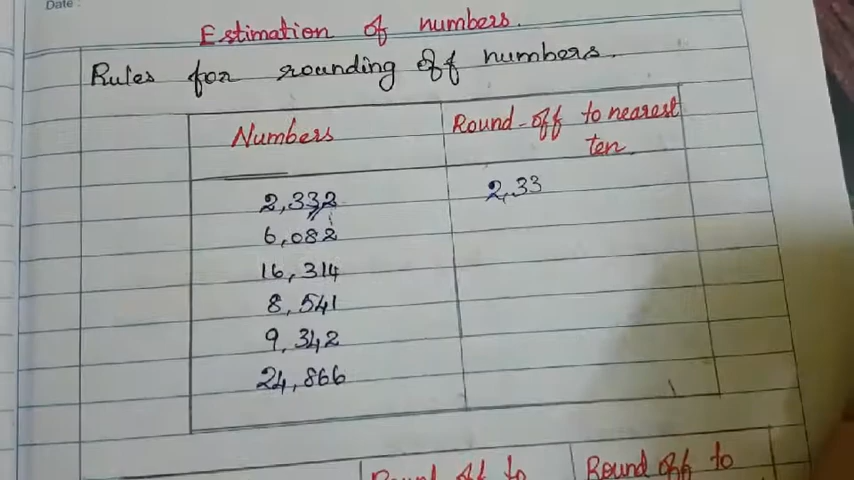 Date :
Estimation of numbers.
Rules for rounding off numbers.
Numbers
Round-off to nearest
ten
2,332
2,33
6,082
16,314
8,541
9,342
24,866
Round off to
Round off to